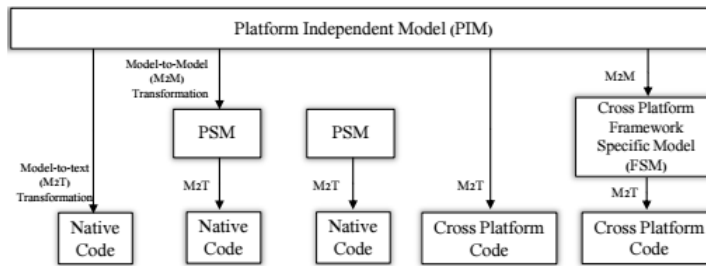 Platform Independent Model (PIM)
Model-to-Model
(M2M)
Transformation
M2M
PSM
PSM
Cross Platform
Framework
Specific Model
(FSM)
Model-to-text
(M2T)
Transformation
M2T
M2T
M2T
M2T
Native
Code
Native
Code
Native
Code
Cross Platform
Code
Cross Platform
Code